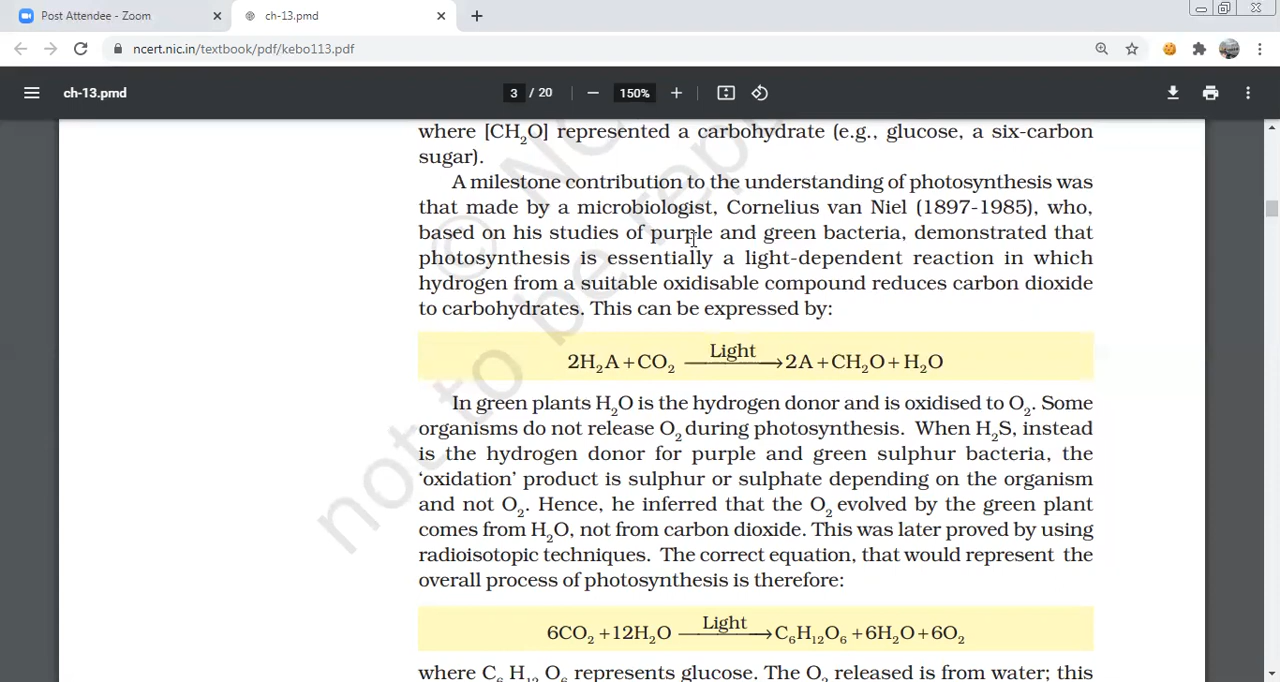 Post Attendee - Zoom
ch-13.pmd
ncert.nic.in/textbook/pdf/kebo113.pdf
ch-13.pmd
3 / 20
150%
where [CH₂O] represented a carbohydrate (e.g., glucose, a six-carbon
sugar).
A milestone contribution to the understanding of photosynthesis was
that made by a microbiologist, Cornelius van Niel (1897-1985), who,
based on his studies of purple and green bacteria, demonstrated that
photosynthesis is essentially a light-dependent reaction in which
hydrogen from a suitable oxidisable compound reduces carbon dioxide
to carbohydrates. This can be expressed by:
2H₂A + CO₂ ——Light——→ 2A + CH₂O + H₂O
In green plants H₂O is the hydrogen donor and is oxidised to O₂. Some
organisms do not release O₂ during photosynthesis. When H₂S, instead
is the hydrogen donor for purple and green sulphur bacteria, the
‘oxidation’ product is sulphur or sulphate depending on the organism
and not O₂. Hence, he inferred that the O₂ evolved by the green plant
comes from H₂O, not from carbon dioxide. This was later proved by using
radioisotopic techniques. The correct equation, that would represent the
overall process of photosynthesis is therefore:
6CO₂ + 12H₂O ——Light——→ C₆H₁₂O₆ + 6H₂O + 6O₂
where C₆ H₁₂ O₆ represents glucose. The O₂ released is from water; this
not to be rep